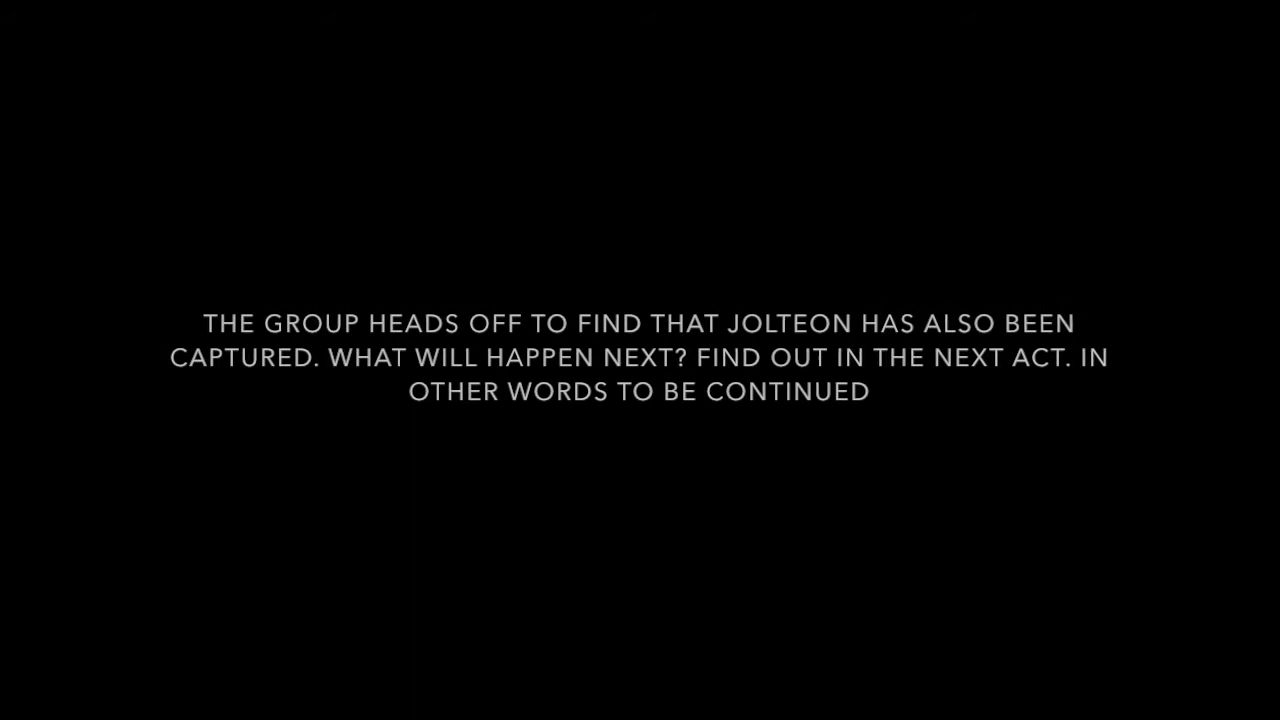 THE GROUP HEADS OFF TO FIND THAT JOLTEON HAS ALSO BEEN
CAPTURED. WHAT WILL HAPPEN NEXT? FIND OUT IN THE NEXT ACT. IN
OTHER WORDS TO BE CONTINUED